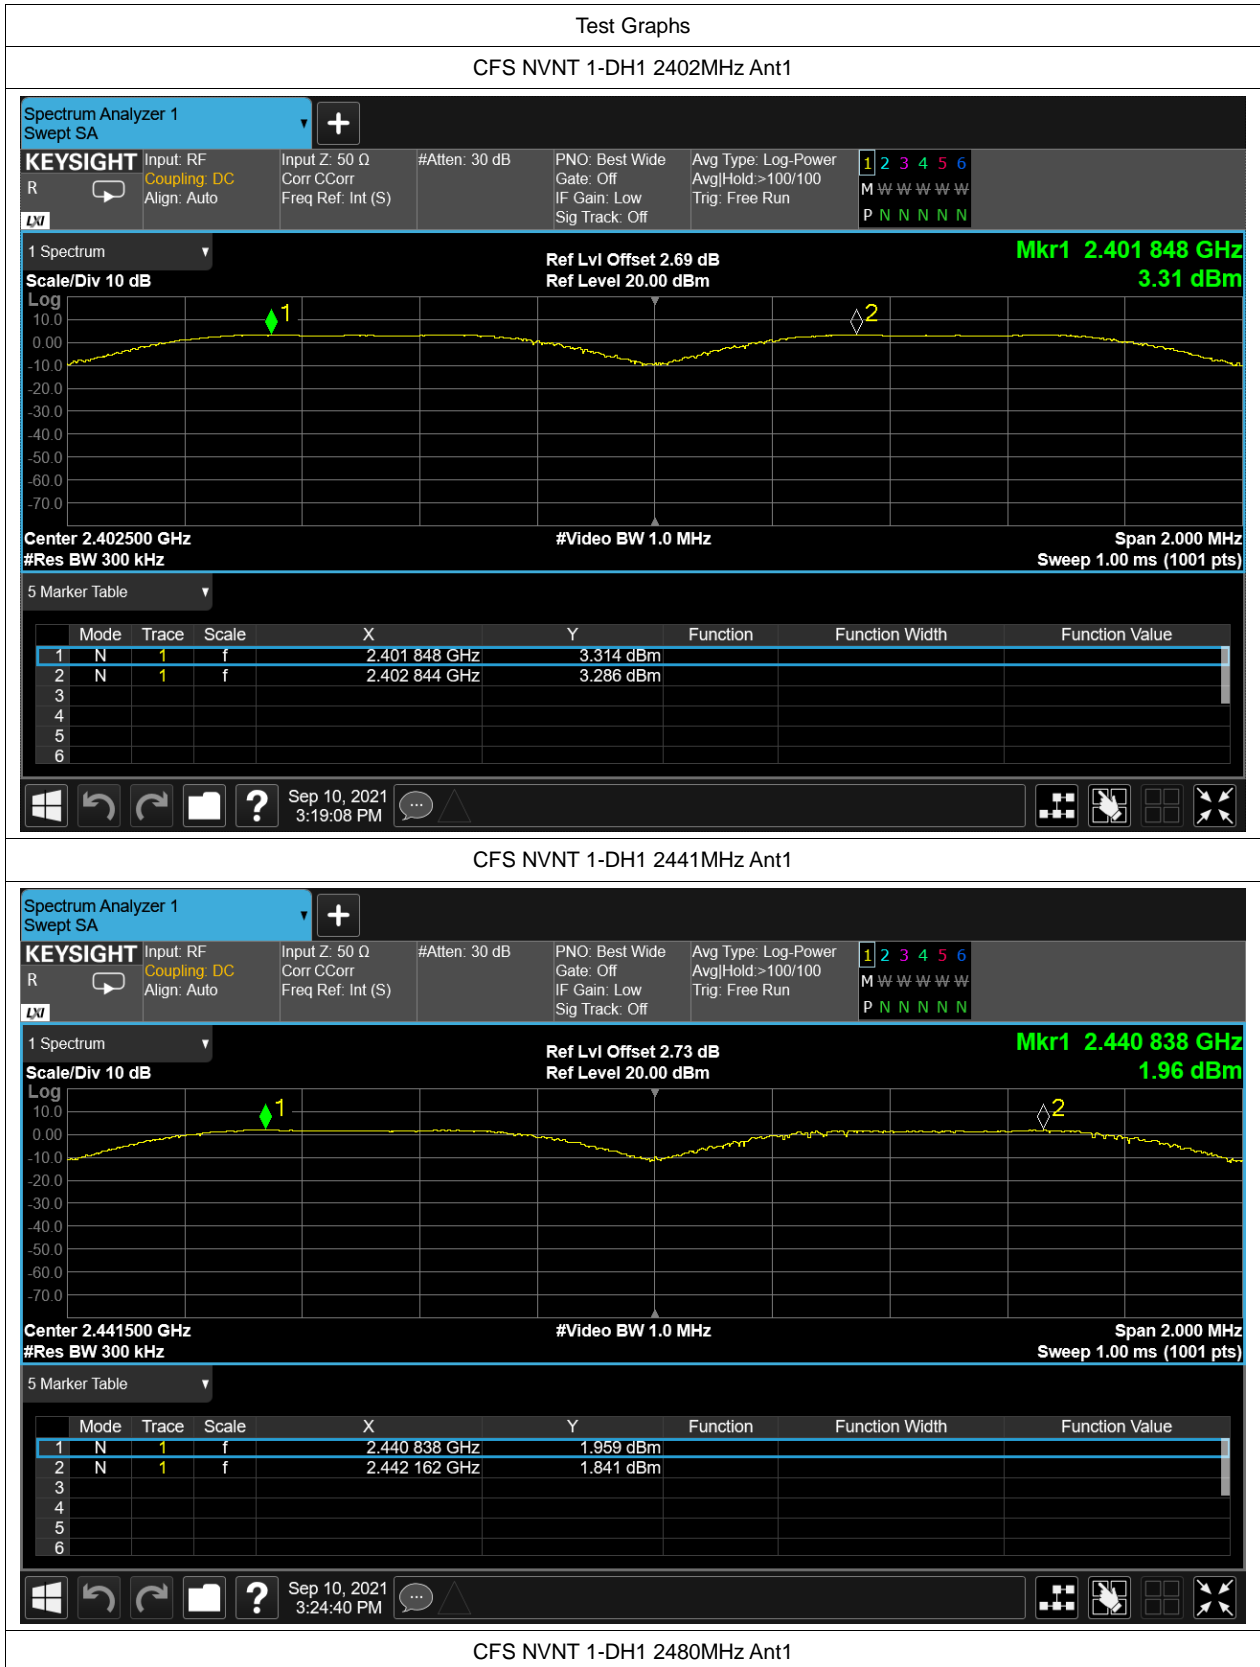 Test Graphs
CFS NVNT 1-DH1 2402MHz Ant1
Spectrum Analyzer 1
Swept SA
KEYSIGHT
R
LXI
Input: RF
Coupling: DC
Align: Auto
Input Z: 50 Ω
Corr CCorr
Freq Ref: Int (S)
#Atten: 30 dB
PNO: Best Wide
Gate: Off
IF Gain: Low
Sig Track: Off
Avg Type: Log-Power
Avg|Hold:>100/100
Trig: Free Run
1 2 3 4 5 6
M W W W W W
P N N N N N
1 Spectrum
Scale/Div 10 dB
Ref Lvl Offset 2.69 dB
Ref Level 20.00 dBm
Mkr1 2.401 848 GHz
3.31 dBm
Log
10.0
0.00
-10.0
-20.0
-30.0
-40.0
-50.0
-60.0
-70.0
1
2
Center 2.402500 GHz
#Res BW 300 kHz
#Video BW 1.0 MHz
Span 2.000 MHz
Sweep 1.00 ms (1001 pts)
5 Marker Table
Mode Trace Scale X Y Function Function Width Function Value
1 N 1 f 2.401 848 GHz 3.314 dBm
2 N 1 f 2.402 844 GHz 3.286 dBm
3
4
5
6
?
Sep 10, 2021
3:19:08 PM
CFS NVNT 1-DH1 2441MHz Ant1
Spectrum Analyzer 1
Swept SA
KEYSIGHT
R
LXI
Input: RF
Coupling: DC
Align: Auto
Input Z: 50 Ω
Corr CCorr
Freq Ref: Int (S)
#Atten: 30 dB
PNO: Best Wide
Gate: Off
IF Gain: Low
Sig Track: Off
Avg Type: Log-Power
Avg|Hold:>100/100
Trig: Free Run
1 2 3 4 5 6
M W W W W W
P N N N N N
1 Spectrum
Scale/Div 10 dB
Ref Lvl Offset 2.73 dB
Ref Level 20.00 dBm
Mkr1 2.440 838 GHz
1.96 dBm
Log
10.0
0.00
-10.0
-20.0
-30.0
-40.0
-50.0
-60.0
-70.0
1
2
Center 2.441500 GHz
#Res BW 300 kHz
#Video BW 1.0 MHz
Span 2.000 MHz
Sweep 1.00 ms (1001 pts)
5 Marker Table
Mode Trace Scale X Y Function Function Width Function Value
1 N 1 f 2.440 838 GHz 1.959 dBm
2 N 1 f 2.442 162 GHz 1.841 dBm
3
4
5
6
?
Sep 10, 2021
3:24:40 PM
CFS NVNT 1-DH1 2480MHz Ant1